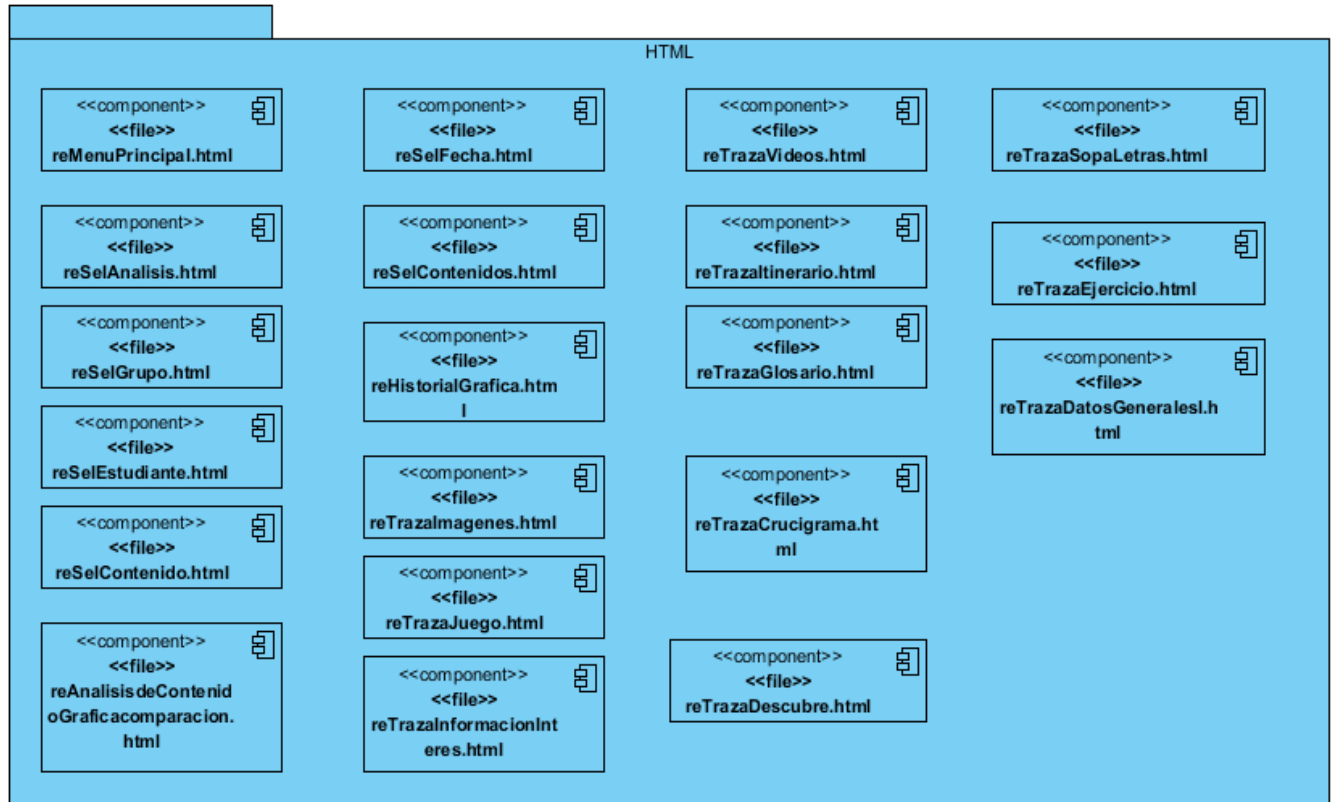 HTML
<<component>>
<<file>>
reMenuPrincipal.html
<<component>>
<<file>>
reSelAnalisis.html
<<component>>
<<file>>
reSelGrupo.html
<<component>>
<<file>>
reSelEstudiante.html
<<component>>
<<file>>
reSelContenido.html
<<component>>
<<file>>
reAnalisisdeContenid
oGraficacomparacion.
html
<<component>>
<<file>>
reSelFecha.html
<<component>>
<<file>>
reSelContenidos.html
<<component>>
<<file>>
reHistorialGrafica.htm
l
<<component>>
<<file>>
reTrazaImagenes.html
<<component>>
<<file>>
reTrazaJuego.html
<<component>>
<<file>>
reTrazaInformacionInt
eres.html
<<component>>
<<file>>
reTrazaVideos.html
<<component>>
<<file>>
reTrazaItinerario.html
<<component>>
<<file>>
reTrazaGlosario.html
<<component>>
<<file>>
reTrazaCrucigrama.ht
ml
<<component>>
<<file>>
reTrazaDescubre.html
<<component>>
<<file>>
reTrazaSopaLetras.html
<<component>>
<<file>>
reTrazaEjercicio.html
<<component>>
<<file>>
reTrazaDatosGeneralesI.h
tml